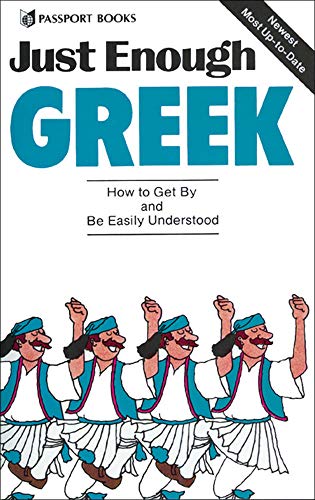 PASSPORT BOOKS
Newest
Most Up-to-Date
Just Enough
GREEK
How to Get By
and
Be Easily Understood